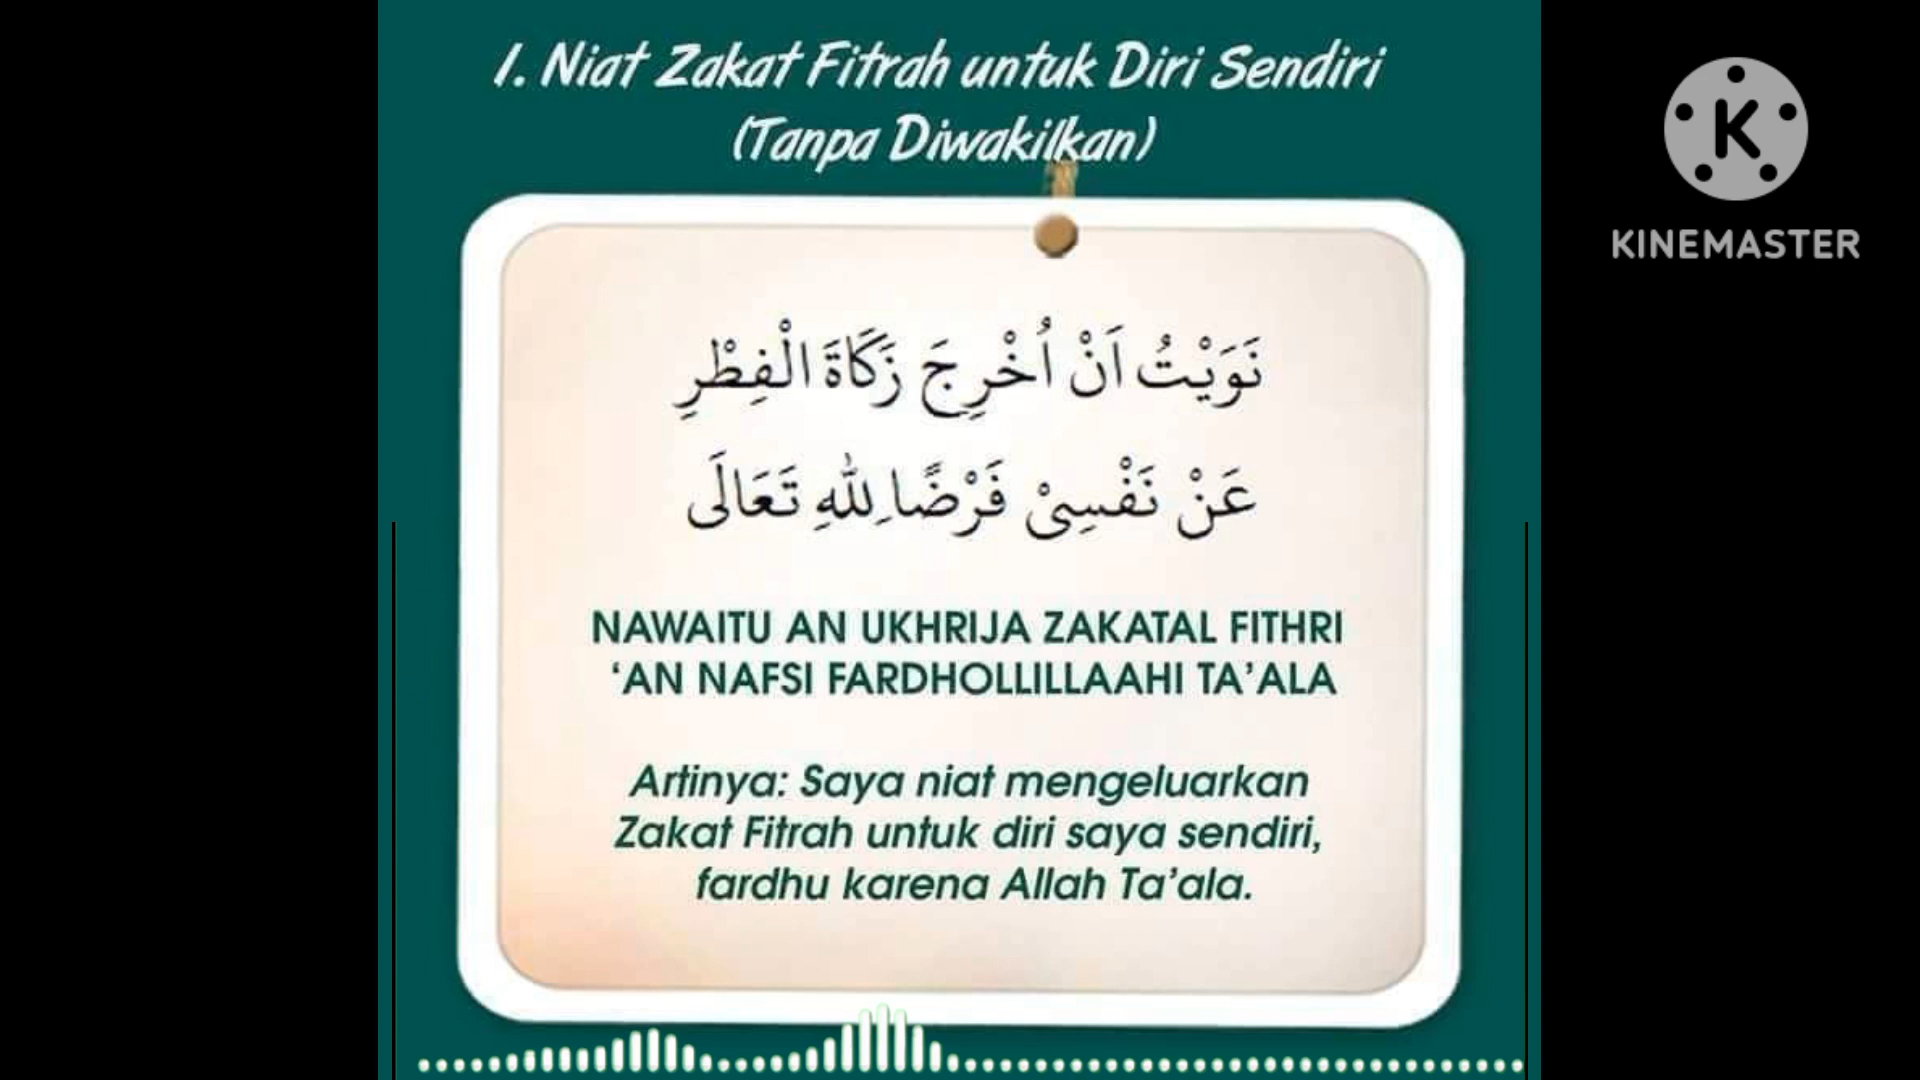 1. Niat Zakat Fitrah untuk Diri Sendiri
(Tanpa Diwakilkan)
نَوَيْتُ اَنْ اُخْرِجَ زَكَاةَ الْفِطْرِ
عَنْ نَفْسِيْ فَرْضًا لِلّٰهِ تَعَالَى
NAWAITU AN UKHRIJA ZAKATAL FITHRI
‘AN NAFSI FARDHOLLILLAAHI TA’ALA
Artinya: Saya niat mengeluarkan
Zakat Fitrah untuk diri saya sendiri,
fardhu karena Allah Ta’ala.
K
KINEMASTER